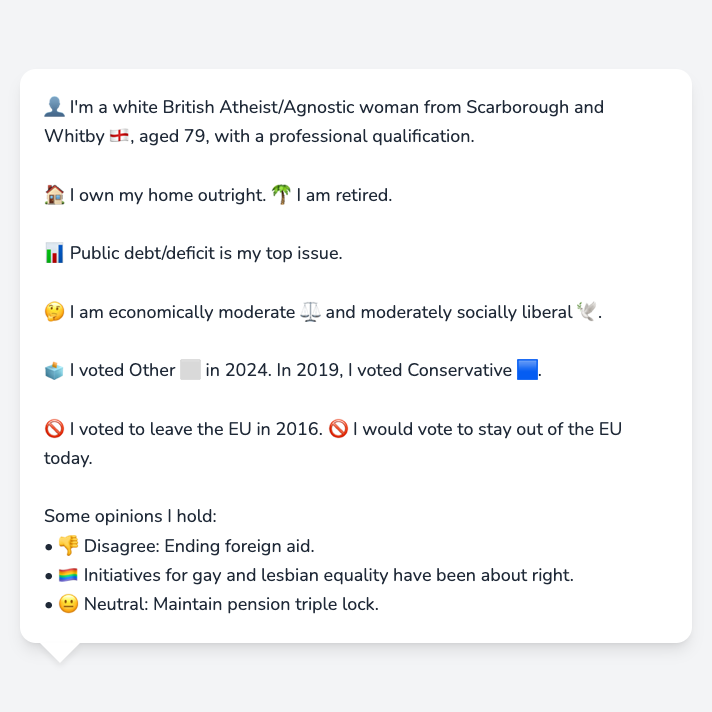 👤 I'm a white British Atheist/Agnostic woman from Scarborough and
Whitby 🏴󠁧󠁢󠁥󠁮󠁧󠁿, aged 79, with a professional qualification.
🏠 I own my home outright. 🌴 I am retired.
📊 Public debt/deficit is my top issue.
🤔 I am economically moderate ⚖️ and moderately socially liberal 🕊️.
🗳️ I voted Other ⬜ in 2024. In 2019, I voted Conservative 🟦.
🚫 I voted to leave the EU in 2016. 🚫 I would vote to stay out of the EU
today.
Some opinions I hold:
• 👎 Disagree: Ending foreign aid.
• 🏳️‍🌈 Initiatives for gay and lesbian equality have been about right.
• 😐 Neutral: Maintain pension triple lock.